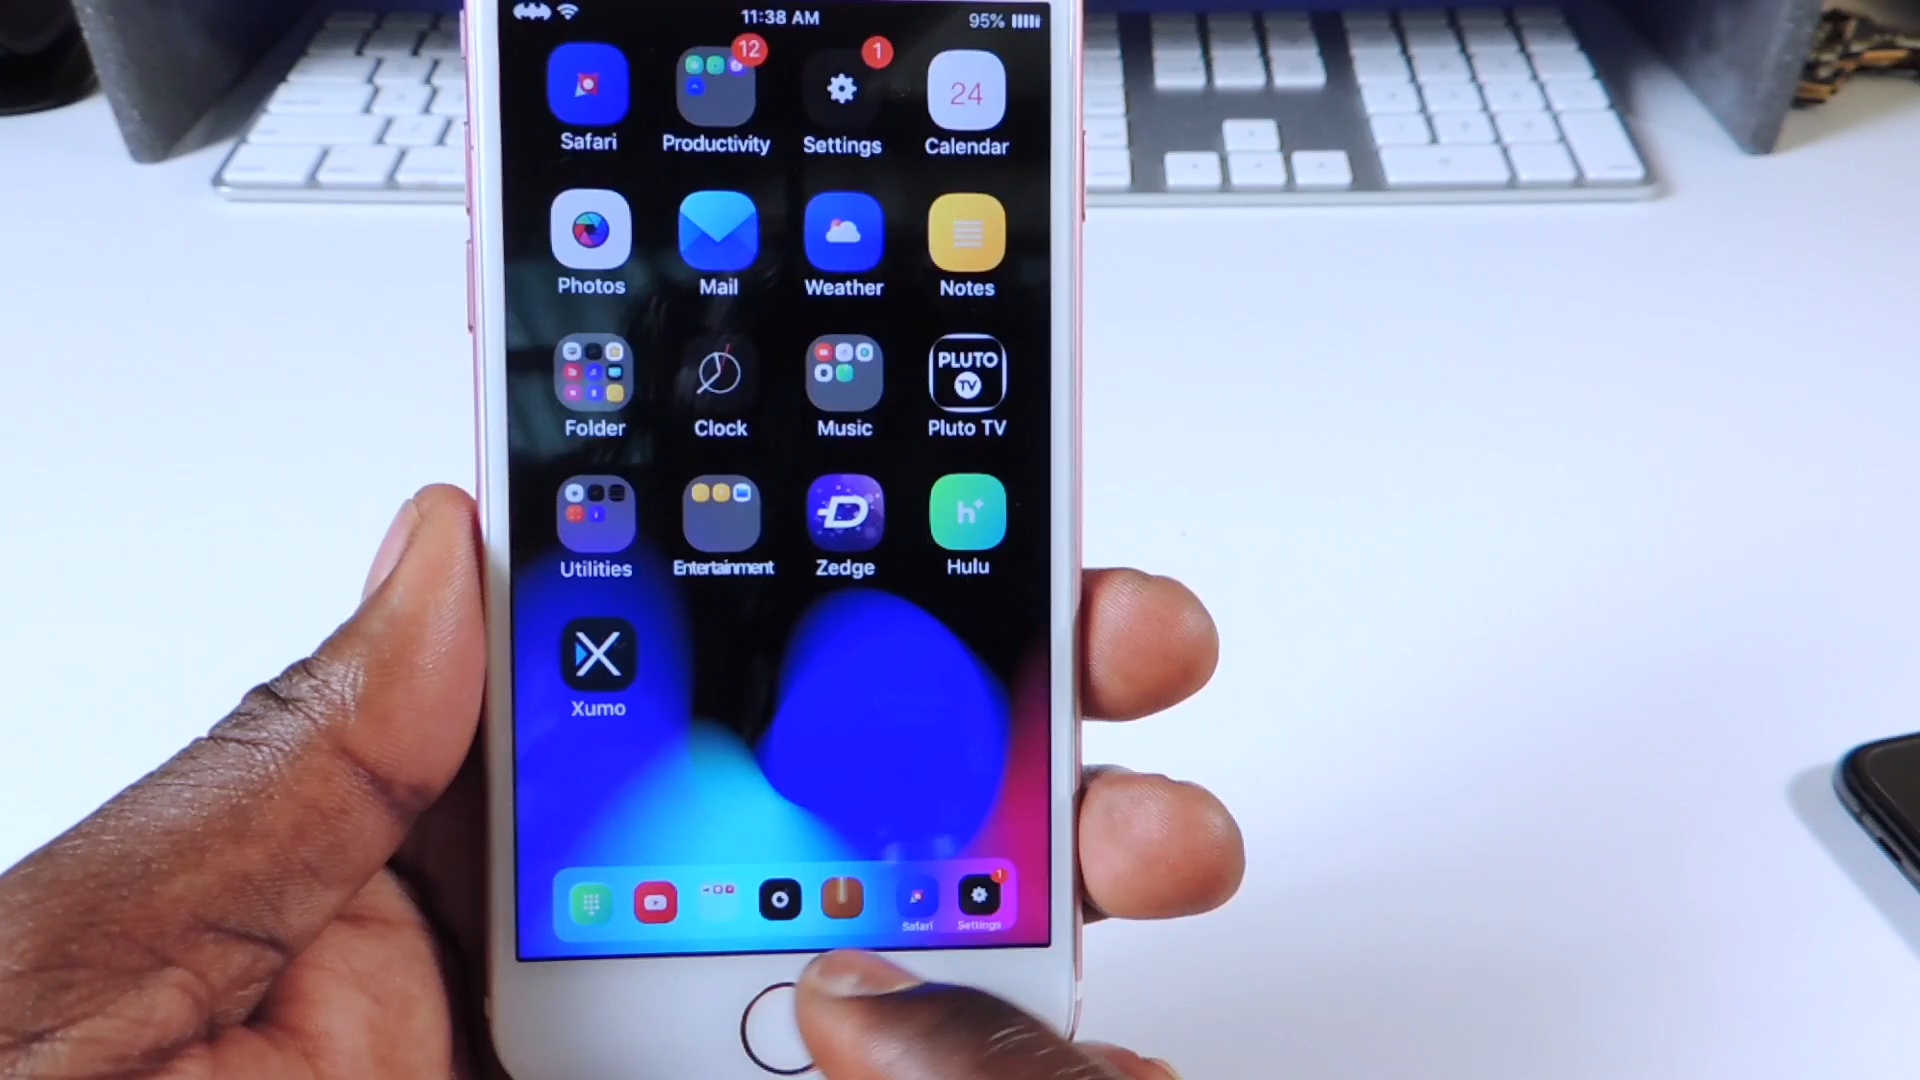 11:38 AM
95%
12
1
24
Safari
Productivity
Settings
Calendar
Photos
Mail
Weather
Notes
PLUTO
TV
Folder
Clock
Music
Pluto TV
h+
Utilities
Entertainment
Zedge
Hulu
X
Xumo
1
Safari
Settings